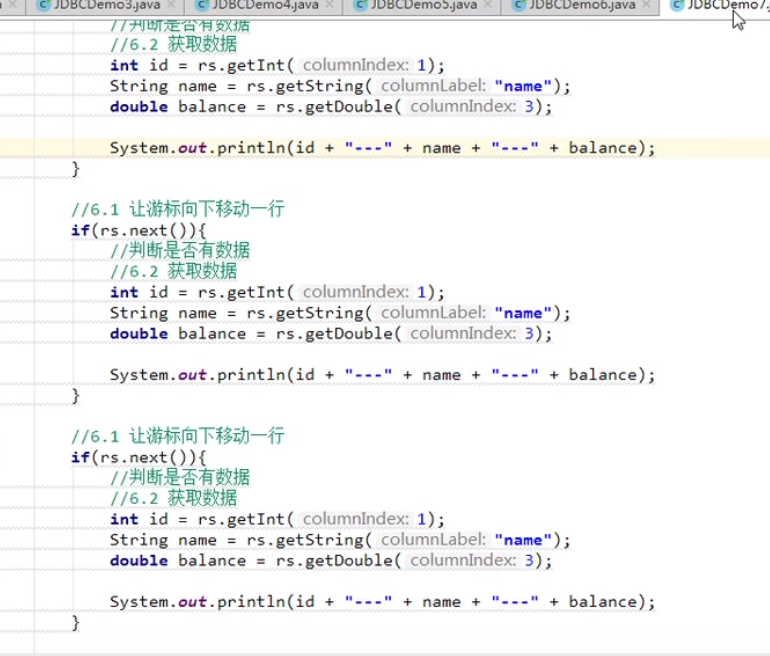 JDBCDemo3.java JDBCDemo4.java JDBCDemo5.java JDBCDemo6.java JDBCDemo7.
//判断是否有数据
//6.2 获取数据
int id = rs.getInt( columnIndex: 1);
String name = rs.getString( columnLabel: "name");
double balance = rs.getDouble( columnIndex: 3);
System.out.println(id + "---" + name + "---" + balance);
}
//6.1 让游标向下移动一行
if(rs.next()){
//判断是否有数据
//6.2 获取数据
int id = rs.getInt( columnIndex: 1);
String name = rs.getString( columnLabel: "name");
double balance = rs.getDouble( columnIndex: 3);
System.out.println(id + "---" + name + "---" + balance);
}
//6.1 让游标向下移动一行
if(rs.next()){
//判断是否有数据
//6.2 获取数据
int id = rs.getInt( columnIndex: 1);
String name = rs.getString( columnLabel: "name");
double balance = rs.getDouble( columnIndex: 3);
System.out.println(id + "---" + name + "---" + balance);
}